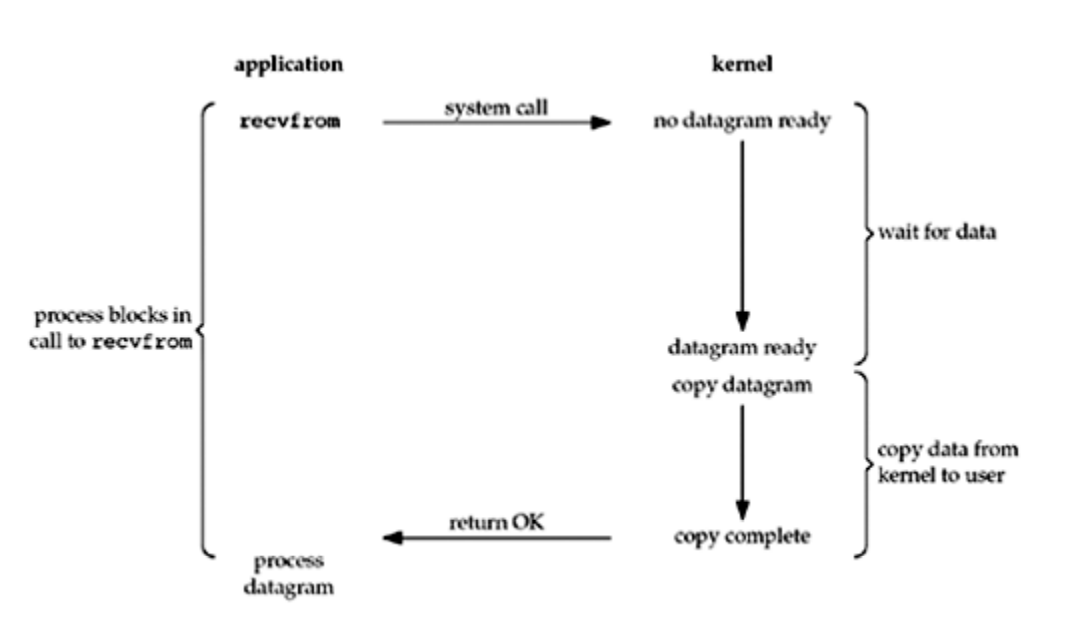 application
kernel
recvfrom
system call
no datagram ready
wait for data
process blocks in
call to recvfrom
datagram ready
copy datagram
copy data from
kernel to user
return OK
copy complete
process
datagram